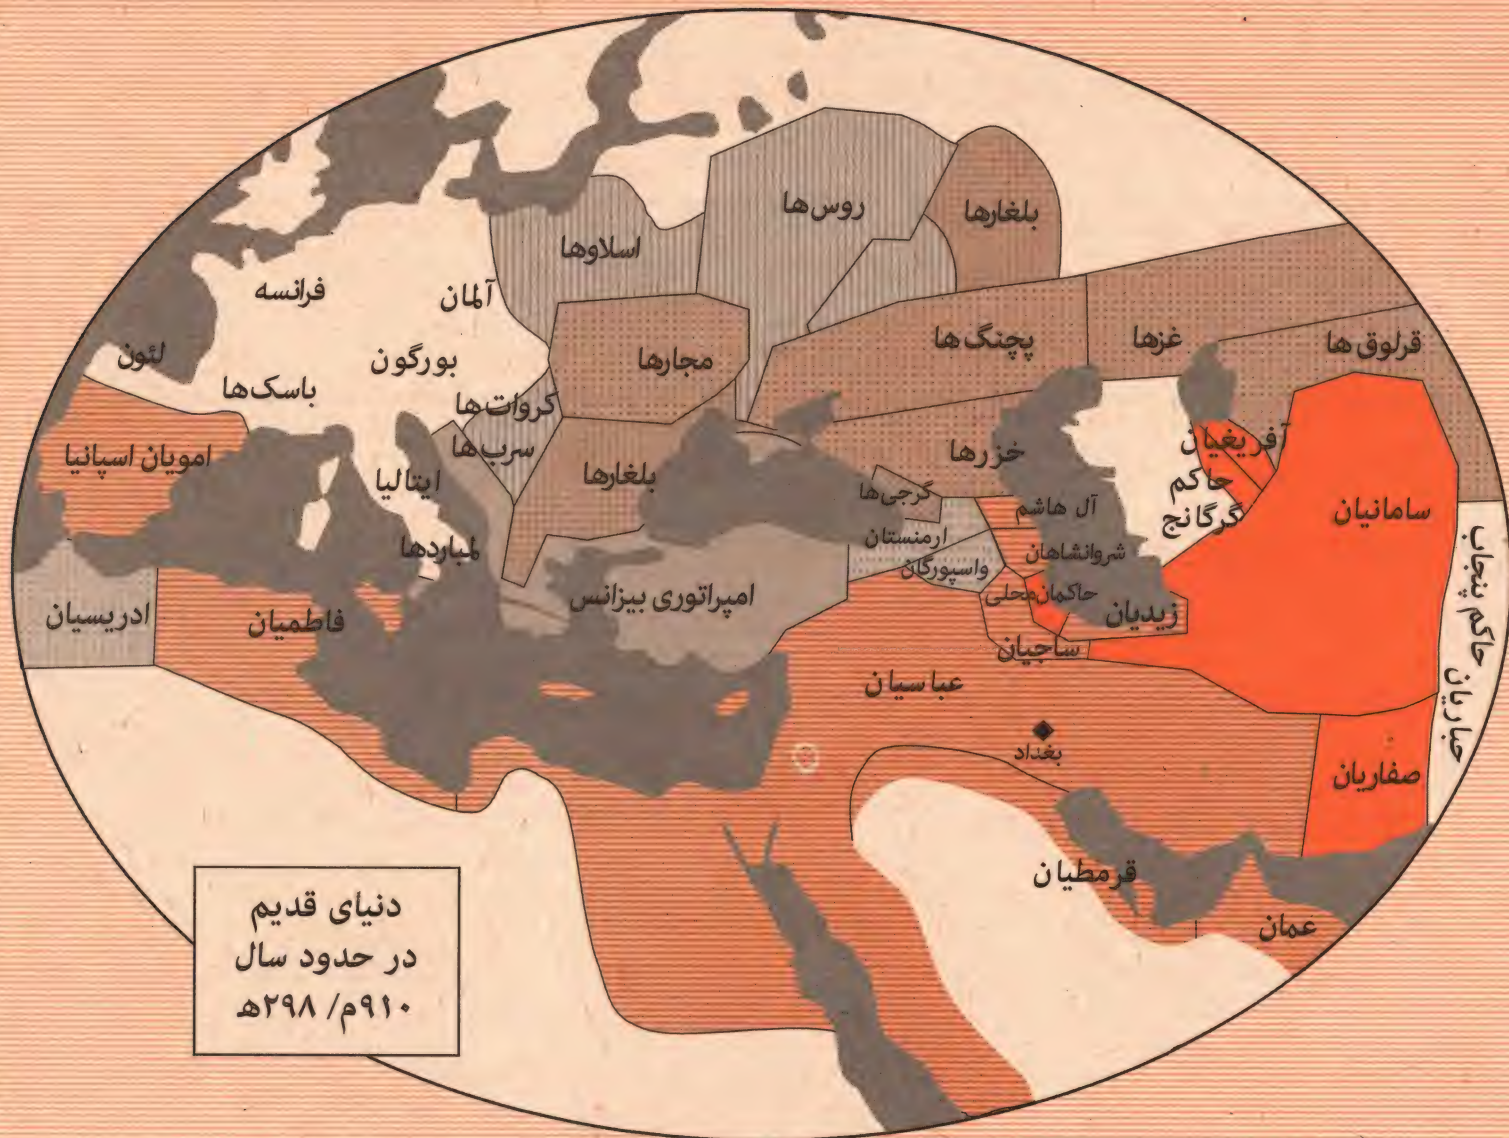 روس‌ها
بلغارها
اسلاوها
آلمان
فرانسه
پچنگ‌ها
غزها
قرلوق‌ها
لئون
بورگون
مجارها
باسک‌ها
کروات‌ها
سرب‌ها
امویان اسپانیا
ایتالیا
بلغارها
خزرها
آفریغیان
حاکم
گرگانج
سامانیان
گرجی‌ها
آل هاشم
ارمنستان
شروانشاهان
لمباردها
واسپورگان
امپراتوری بیزانس
حاکمان محلی
زیدیان
ادریسیان
فاطمیان
ساجیان
عباسیان
بغداد
صفاریان
حباریان حاکم پنجاب
قرمطیان
عمان
دنیای قدیم
در حدود سال
۹۱۰م/ ۲۹۸ھ